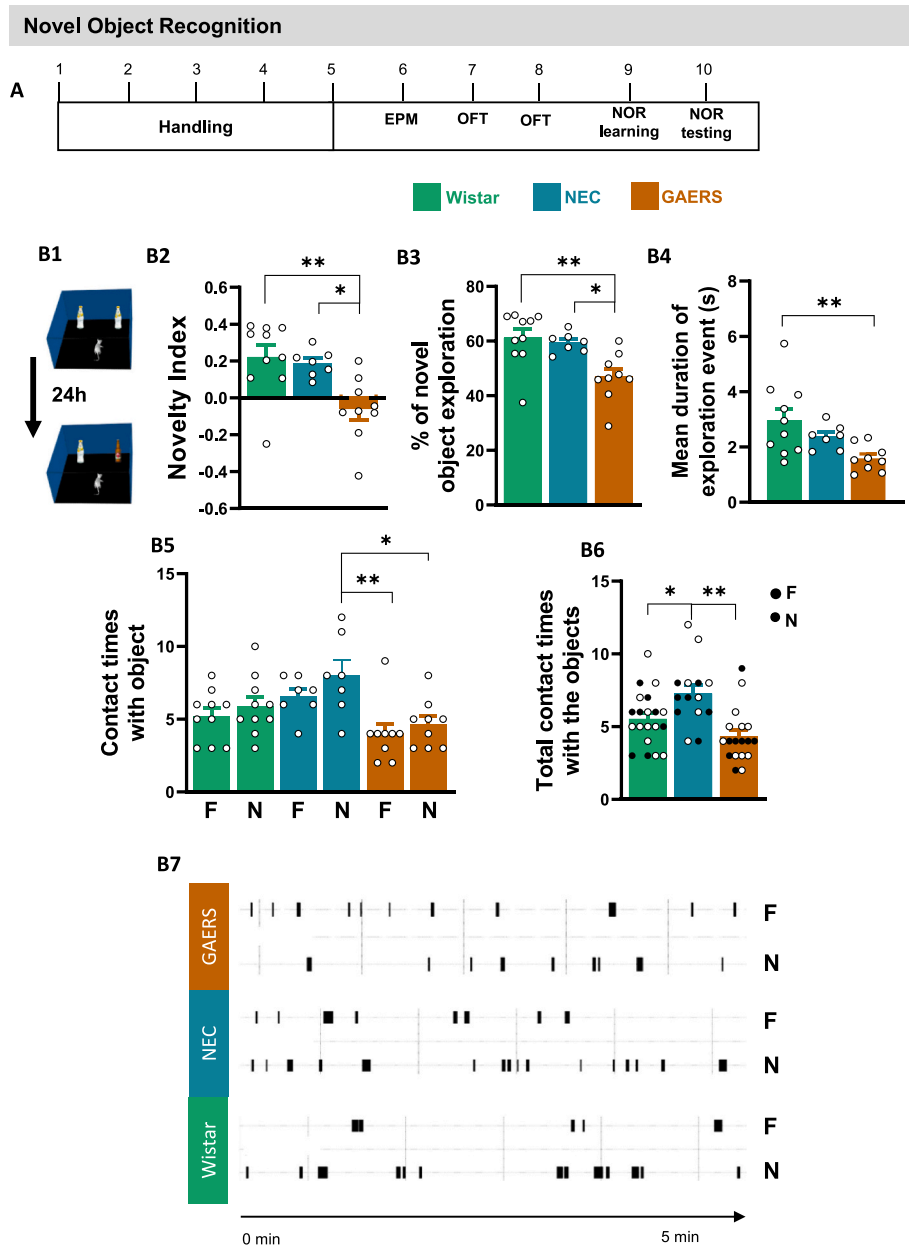 Novel Object Recognition
A
1 2 3 4 5 6 7 8 9 10
Handling EPM OFT OFT NOR learning NOR testing
Wistar NEC GAERS
B1
24h
B2
Novelty Index
0.6
0.4
0.2
0.0
-0.2
-0.4
-0.6
**
*
B3
% of novel
object exploration
80
60
40
20
0
**
*
B4
Mean duration of
exploration event (s)
8
6
4
2
0
**
B5
Contact times
with object
15
10
5
0
*
**
F N F N F N
B6
Total contact times
with the objects
15
10
5
0
* **
F
N
B7
GAERS
F
N
NEC
F
N
Wistar
F
N
0 min 5 min